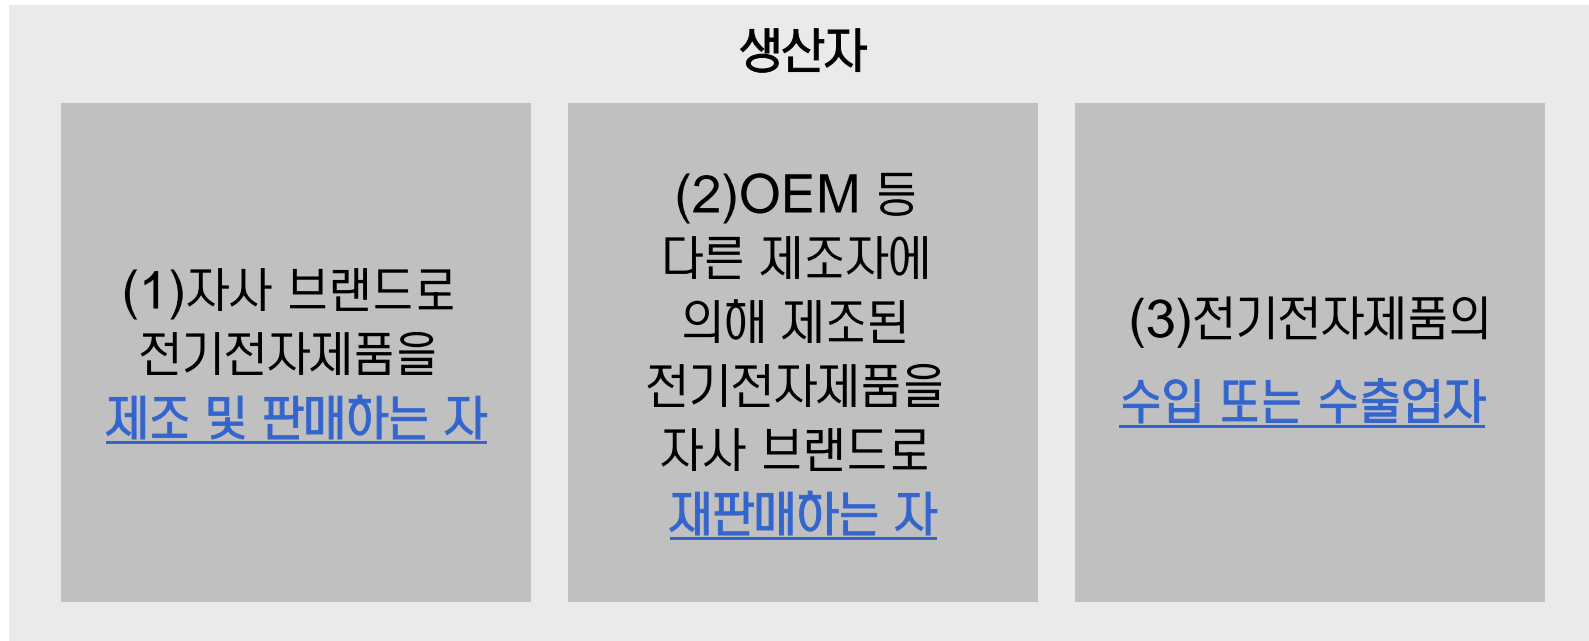 생산자
(1)자사 브랜드로
전기전자제품을
제조 및 판매하는 자
(2)OEM 등
다른 제조자에
의해 제조된
전기전자제품을
자사 브랜드로
재판매하는 자
(3)전기전자제품의
수입 또는 수출업자